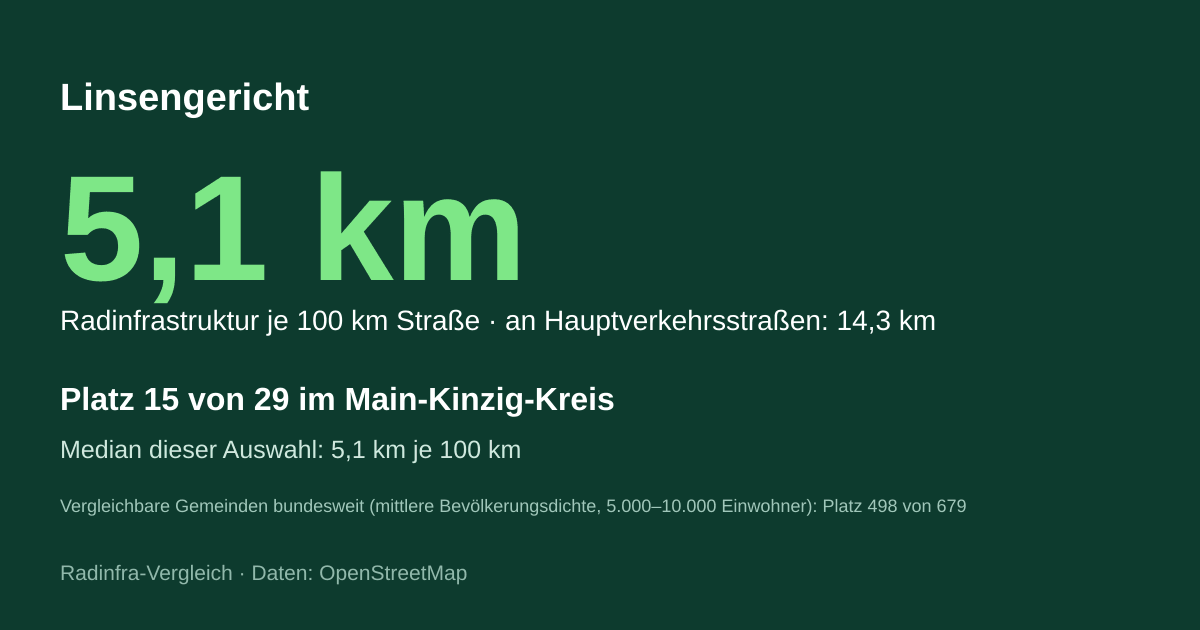 Linsengericht
5,1 km
Radinfrastruktur je 100 km Straße · an Hauptverkehrsstraßen: 14,3 km
Platz 15 von 29 im Main-Kinzig-Kreis
Median dieser Auswahl: 5,1 km je 100 km
Vergleichbare Gemeinden bundesweit (mittlere Bevölkerungsdichte, 5.000–10.000 Einwohner): Platz 498 von 679
Radinfra-Vergleich · Daten: OpenStreetMap